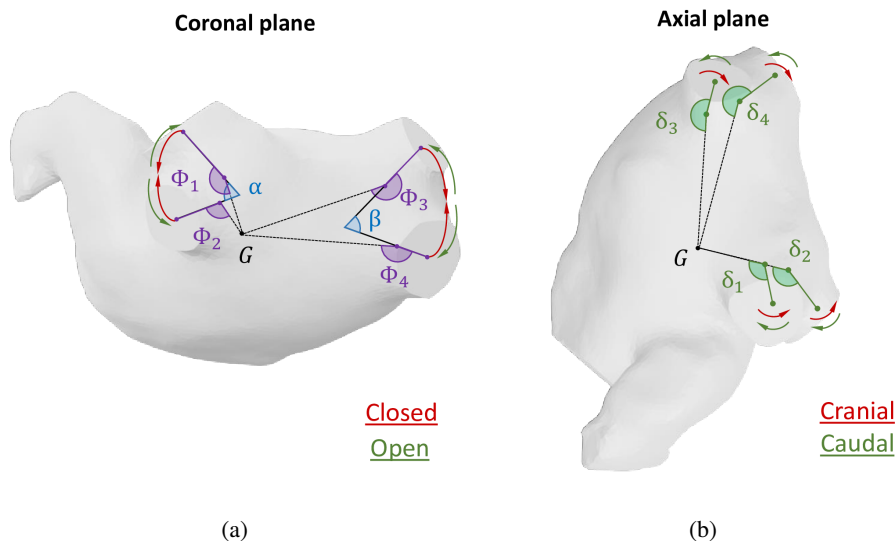 Coronal plane
Φ₁
α
Φ₂
G
β
Φ₃
Φ₄
Closed
Open
(a)
Axial plane
δ₃
δ₄
G
δ₁
δ₂
Cranial
Caudal
(b)